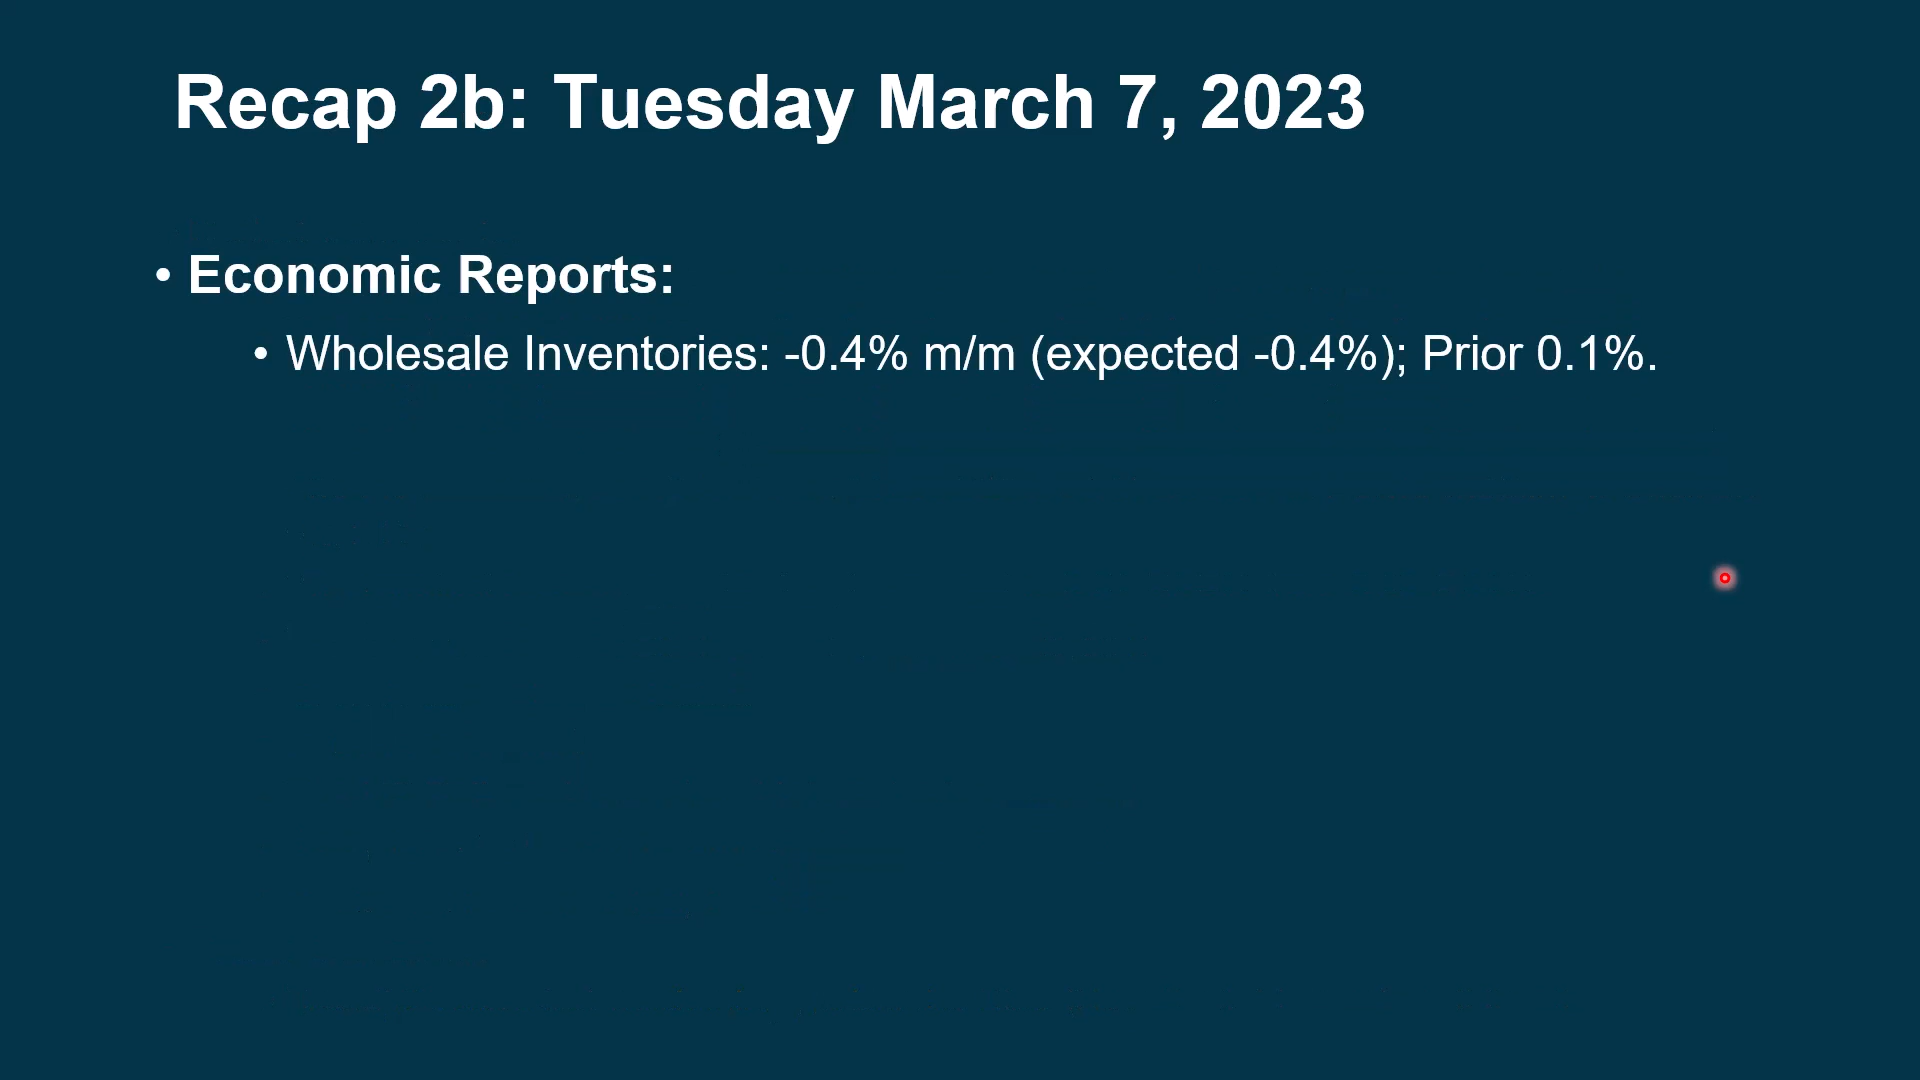 Recap 2b: Tuesday March 7, 2023
• Economic Reports:
• Wholesale Inventories: -0.4% m/m (expected -0.4%); Prior 0.1%.